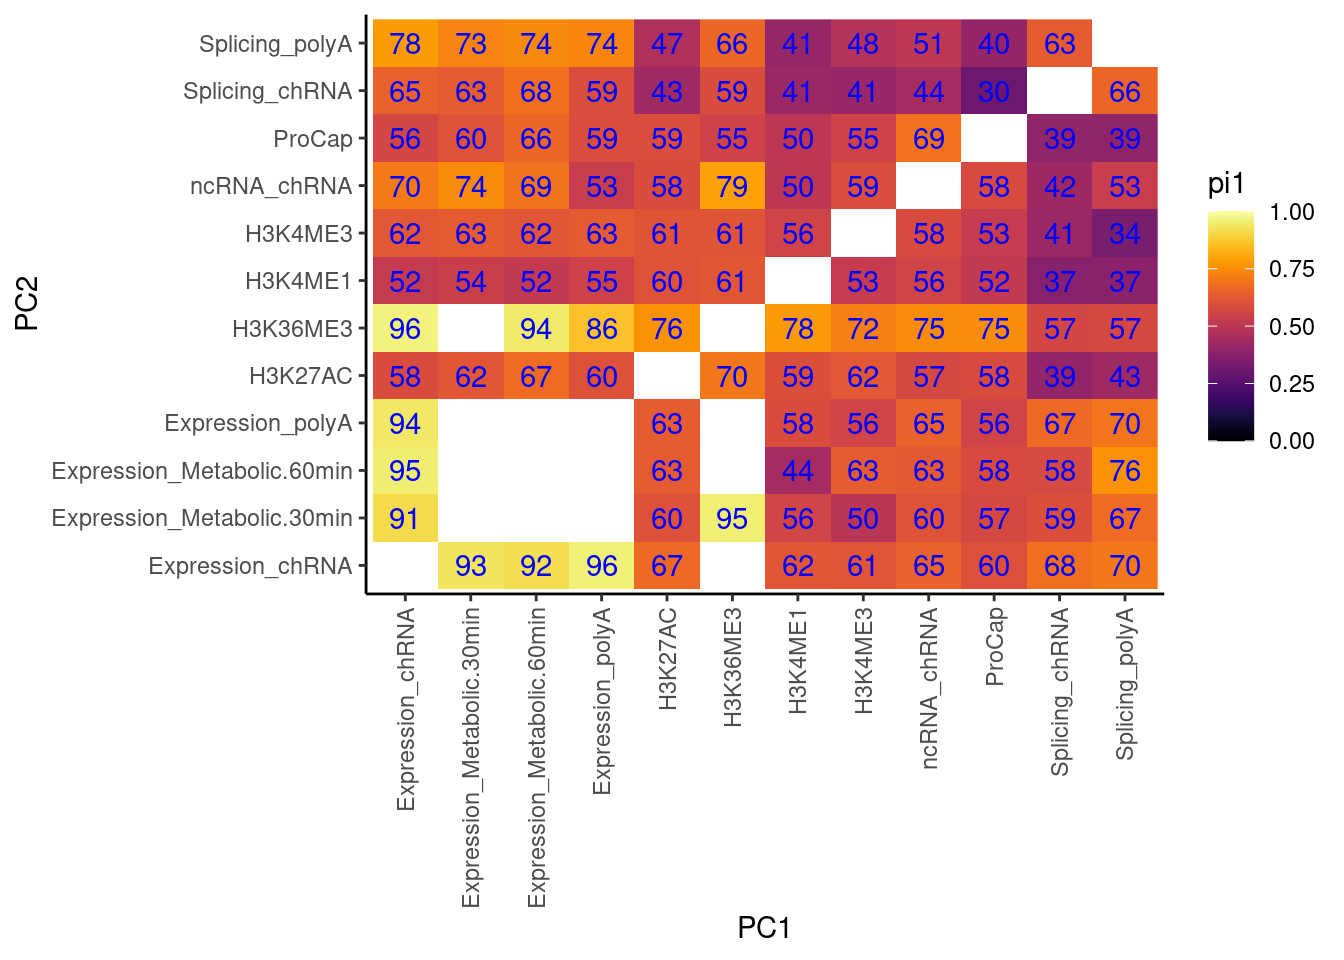 Splicing_polyA 78 73 74 74 47 66 41 48 51 40 63
Splicing_chRNA 65 63 68 59 43 59 41 41 44 30 66
ProCap 56 60 66 59 59 55 50 55 69 39 39
ncRNA_chRNA 70 74 69 53 58 79 50 59 58 42 53
H3K4ME3 62 63 62 63 61 61 56 58 53 41 34
H3K4ME1 52 54 52 55 60 61 53 56 52 37 37
H3K36ME3 96 94 86 76 78 72 75 75 57 57
H3K27AC 58 62 67 60 70 59 62 57 58 39 43
Expression_polyA 94 63 58 56 65 56 67 70
Expression_Metabolic.60min 95 63 44 63 63 58 58 76
Expression_Metabolic.30min 91 60 95 56 50 60 57 59 67
Expression_chRNA 93 92 96 67 62 61 65 60 68 70
PC2
Expression_chRNA
Expression_Metabolic.30min
Expression_Metabolic.60min
Expression_polyA
H3K27AC
H3K36ME3
H3K4ME1
H3K4ME3
ncRNA_chRNA
ProCap
Splicing_chRNA
Splicing_polyA
PC1
pi1
1.00
0.75
0.50
0.25
0.00